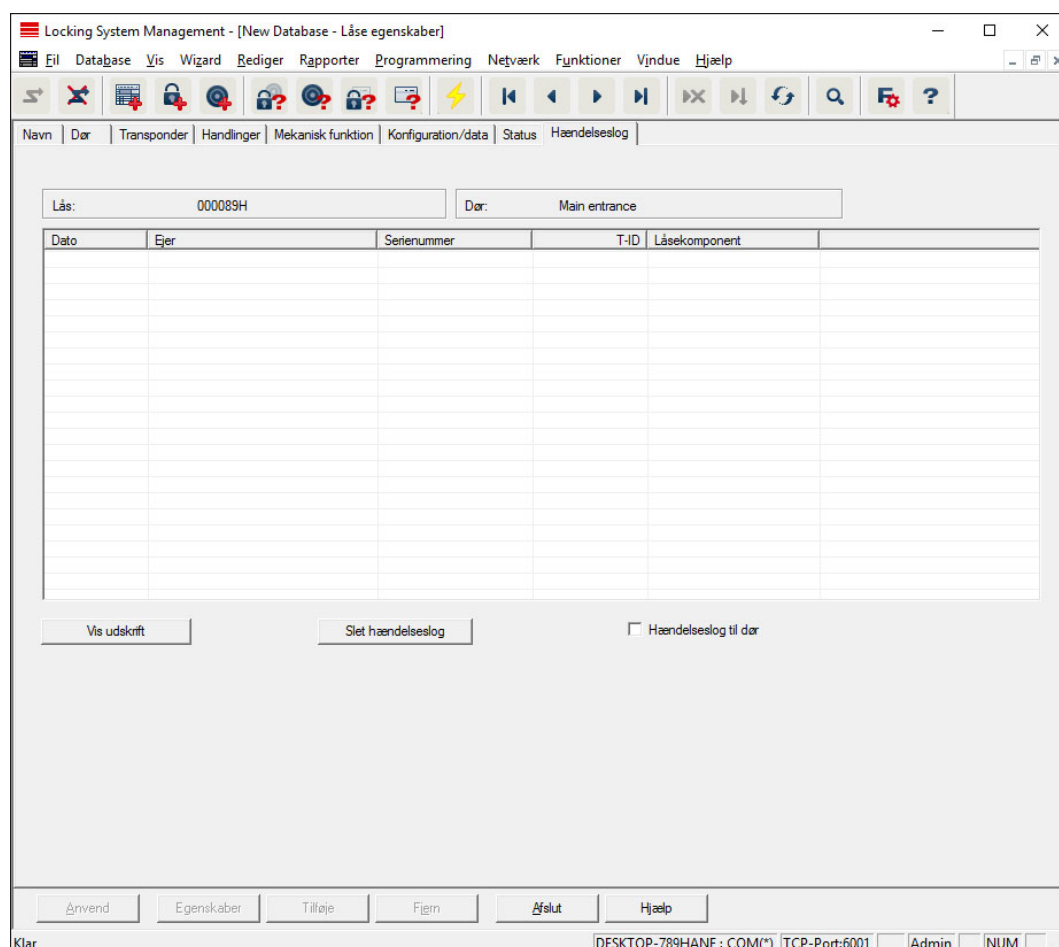 Locking System Management - [New Database - Låse egenskaber]
Fil Database Vis Wizard Rediger Rapporter Programmering Netværk Funktioner Vindue Hjælp
Navn Dør Transponder Handlinger Mekanisk funktion Konfiguration/data Status Hændelseslog
Lås: 000089H Dør: Main entrance
Dato Ejer Serienummer T-ID Låsekomponent
Vis udskrift Slet hændelseslog Hændelseslog til dør
Anvend Egenskaber Tilføje Fjern Afslut Hjælp
Klar DESKTOP-789HANF : COM(*) TCP-Port:6001 Admin NUM